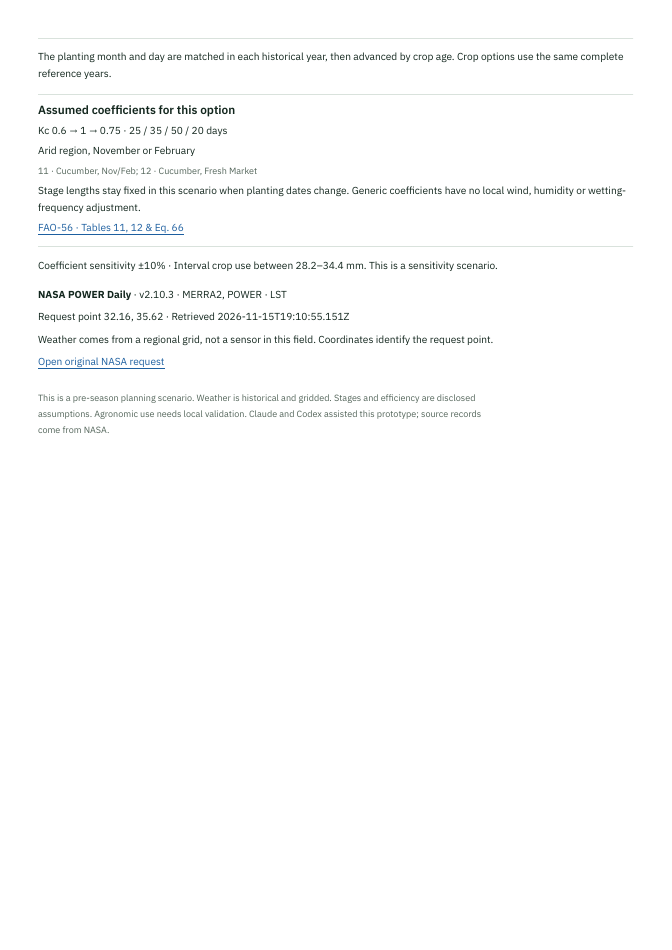 The planting month and day are matched in each historical year, then advanced by crop age. Crop options use the same complete
reference years.
Assumed coefficients for this option
Kc 0.6 → 1 → 0.75 · 25 / 35 / 50 / 20 days
Arid region, November or February
11 · Cucumber, Nov/Feb; 12 · Cucumber, Fresh Market
Stage lengths stay fixed in this scenario when planting dates change. Generic coefficients have no local wind, humidity or wetting-
frequency adjustment.
FAO-56 · Tables 11, 12 & Eq. 66
Coefficient sensitivity ±10% · Interval crop use between 28.2–34.4 mm. This is a sensitivity scenario.
NASA POWER Daily · v2.10.3 · MERRA2, POWER · LST
Request point 32.16, 35.62 · Retrieved 2026-11-15T19:10:55.151Z
Weather comes from a regional grid, not a sensor in this field. Coordinates identify the request point.
Open original NASA request
This is a pre-season planning scenario. Weather is historical and gridded. Stages and efficiency are disclosed
assumptions. Agronomic use needs local validation. Claude and Codex assisted this prototype; source records
come from NASA.